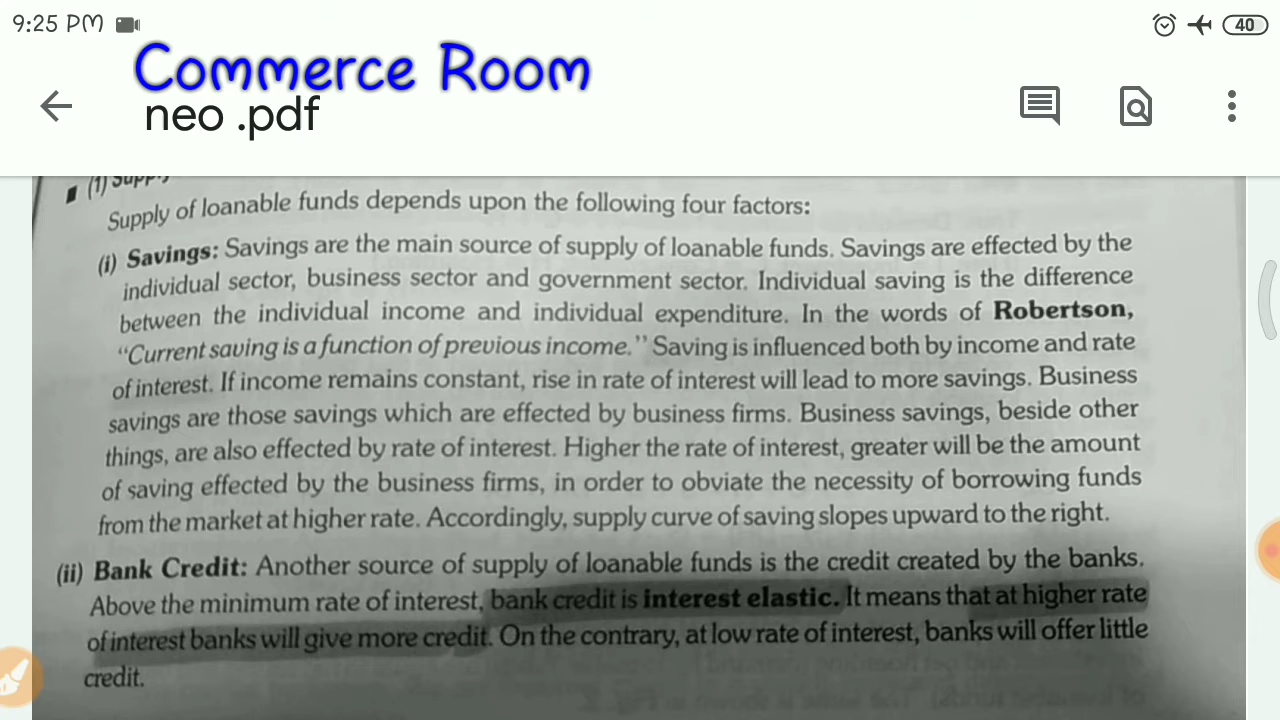 9:25 PM
40
Commerce Room
neo .pdf
(1) Supply
Supply of loanable funds depends upon the following four factors:
(i) Savings: Savings are the main source of supply of loanable funds. Savings are effected by the
individual sector, business sector and government sector. Individual saving is the difference
between the individual income and individual expenditure. In the words of Robertson,
“Current saving is a function of previous income.” Saving is influenced both by income and rate
of interest. If income remains constant, rise in rate of interest will lead to more savings. Business
savings are those savings which are effected by business firms. Business savings, beside other
things, are also effected by rate of interest. Higher the rate of interest, greater will be the amount
of saving effected by the business firms, in order to obviate the necessity of borrowing funds
from the market at higher rate. Accordingly, supply curve of saving slopes upward to the right.
(ii) Bank Credit: Another source of supply of loanable funds is the credit created by the banks.
Above the minimum rate of interest, bank credit is interest elastic. It means that at higher rate
of interest banks will give more credit. On the contrary, at low rate of interest, banks will offer little
credit.